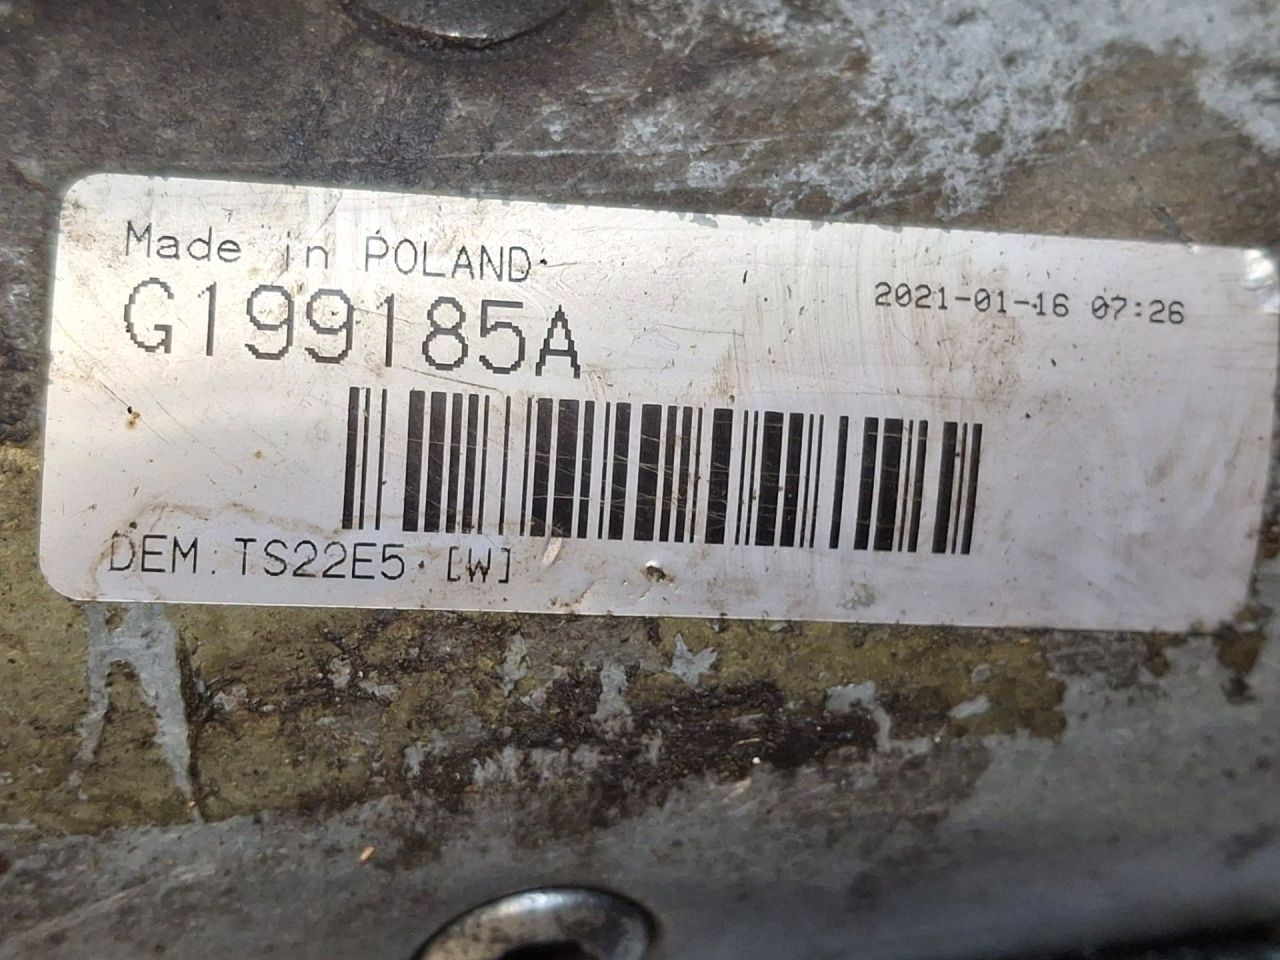 Made in POLAND
G199185A
2021-01-16 07:26
DEM. TS22E5 [W]